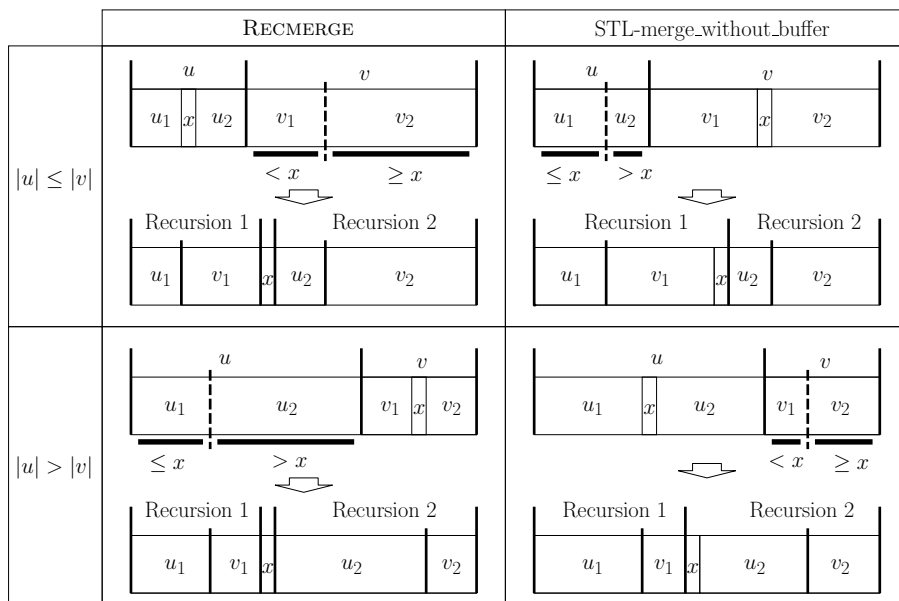 RECMERGE
STL-merge_without_buffer
|u| ≤ |v|
u v
u₁ x u₂ v₁ v₂
< x ≥ x
Recursion 1 Recursion 2
u₁ v₁ x u₂ v₂
u v
u₁ u₂ v₁ x v₂
≤ x > x
Recursion 1 Recursion 2
u₁ v₁ x u₂ v₂
|u| > |v|
u v
u₁ u₂ v₁ x v₂
≤ x > x
Recursion 1 Recursion 2
u₁ v₁ x u₂ v₂
u v
u₁ x u₂ v₁ v₂
< x ≥ x
Recursion 1 Recursion 2
u₁ v₁ x u₂ v₂